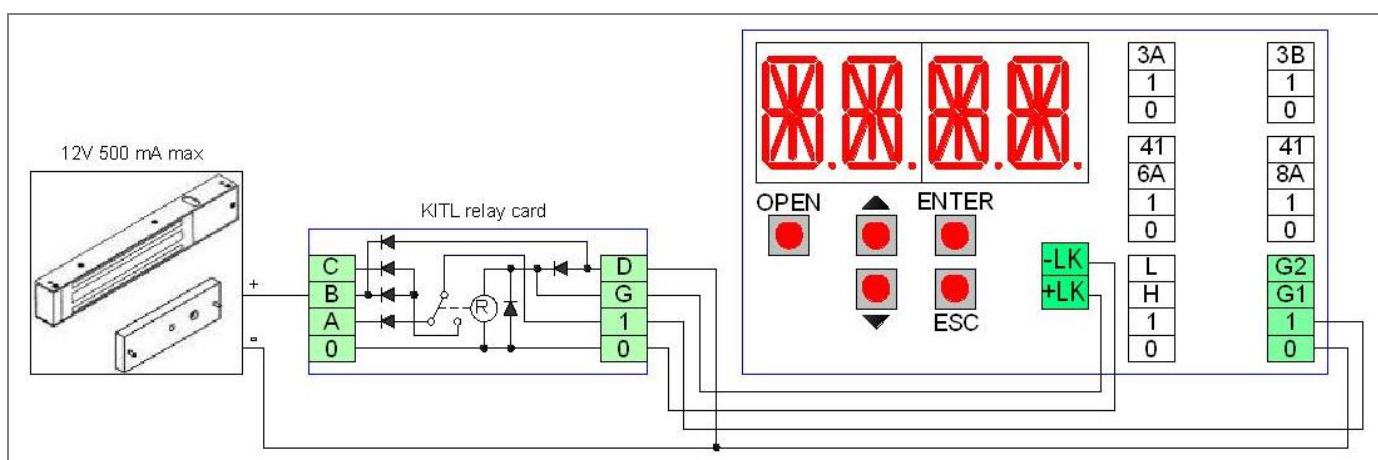 12V 500 mA max
+
-
KITL relay card
C
B
A
0
R
D
G
1
0
OPEN
ENTER
ESC
-LK
+LK
3A
1
0
41
6A
1
0
L
H
1
0
3B
1
0
41
8A
1
0
G2
G1
1
0